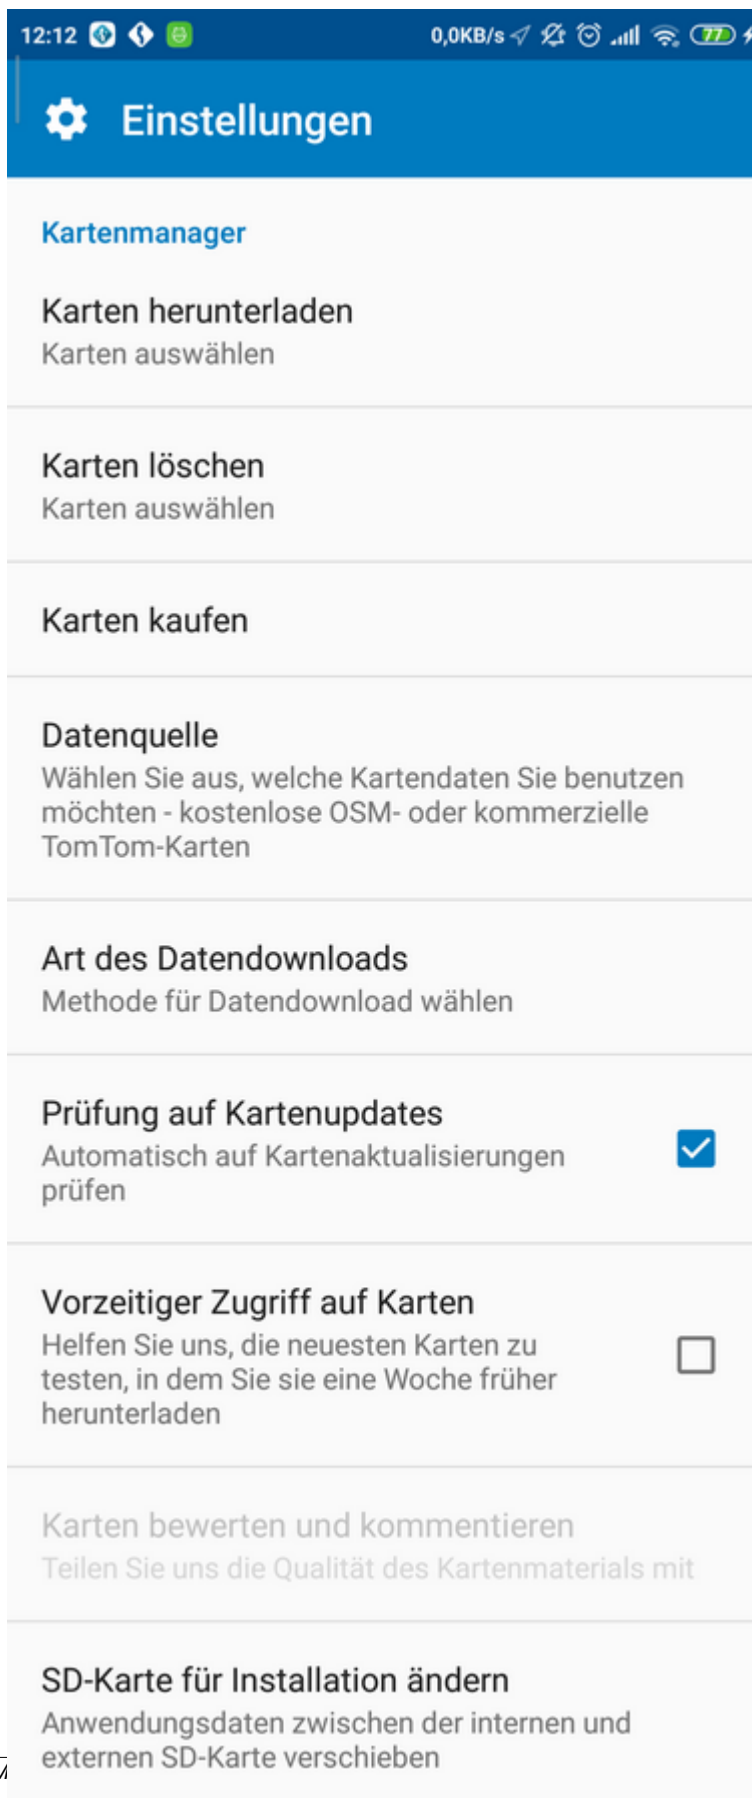 12:12 0,0KB/s 77
Einstellungen
Kartenmanager
Karten herunterladen
Karten auswählen
Karten löschen
Karten auswählen
Karten kaufen
Datenquelle
Wählen Sie aus, welche Kartendaten Sie benutzen
möchten - kostenlose OSM- oder kommerzielle
TomTom-Karten
Art des Datendownloads
Methode für Datendownload wählen
Prüfung auf Kartenupdates
Automatisch auf Kartenaktualisierungen
prüfen
Vorzeitiger Zugriff auf Karten
Helfen Sie uns, die neuesten Karten zu
testen, in dem Sie sie eine Woche früher
herunterladen
Karten bewerten und kommentieren
Teilen Sie uns die Qualität des Kartenmaterials mit
SD-Karte für Installation ändern
Anwendungsdaten zwischen der internen und
externen SD-Karte verschieben